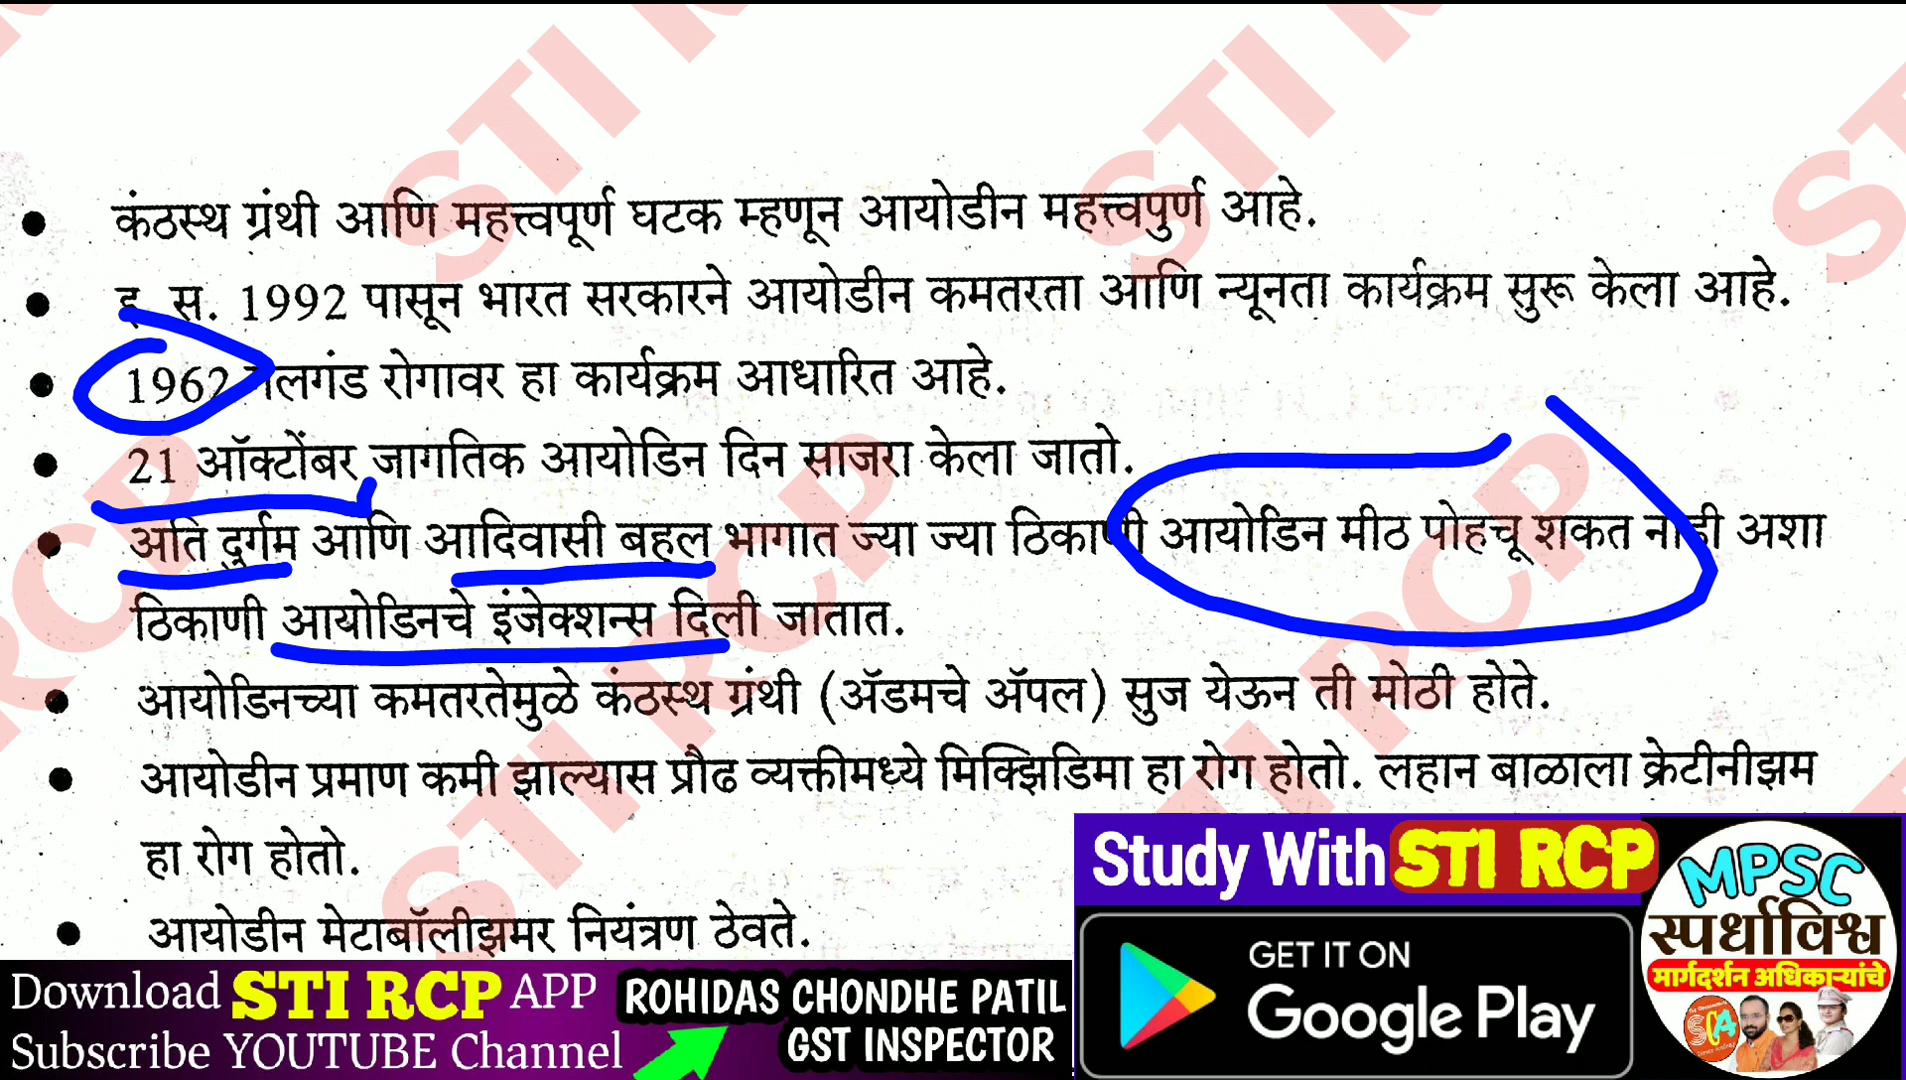 कंठस्थ ग्रंथी आणि महत्त्वपूर्ण घटक म्हणून आयोडीन महत्त्वपुर्ण आहे.
इ. स. 1992 पासून भारत सरकारने आयोडीन कमतरता आणि न्यूनता कार्यक्रम सुरू केला आहे.
1962 गलगंड रोगावर हा कार्यक्रम आधारित आहे.
21 ऑक्टोंबर जागतिक आयोडिन दिन साजरा केला जातो.
अति दुर्गम आणि आदिवासी बहुल भागात ज्या ज्या ठिकाणी आयोडिन मीठ पोहचू शकत नाही अशा
ठिकाणी आयोडिनचे इंजेक्शन्स दिली जातात.
आयोडिनच्या कमतरतेमुळे कंठस्थ ग्रंथी (ॲडमचे ॲपल) सुज येऊन ती मोठी होते.
आयोडीन प्रमाण कमी झाल्यास प्रौढ व्यक्तीमध्ये मिक्झिडिमा हा रोग होतो. लहान बाळाला क्रेटीनीझम
हा रोग होतो.
आयोडीन मेटाबॉलीझमर नियंत्रण ठेवते.
Study With STI RCP
GET IT ON
Google Play
MPSC
स्पर्धाविश्व
मार्गदर्शन अधिकाऱ्यांचे
Download STI RCP APP
Subscribe YOUTUBE Channel
ROHIDAS CHONDHE PATIL
GST INSPECTOR
STI RCP
STI RCP